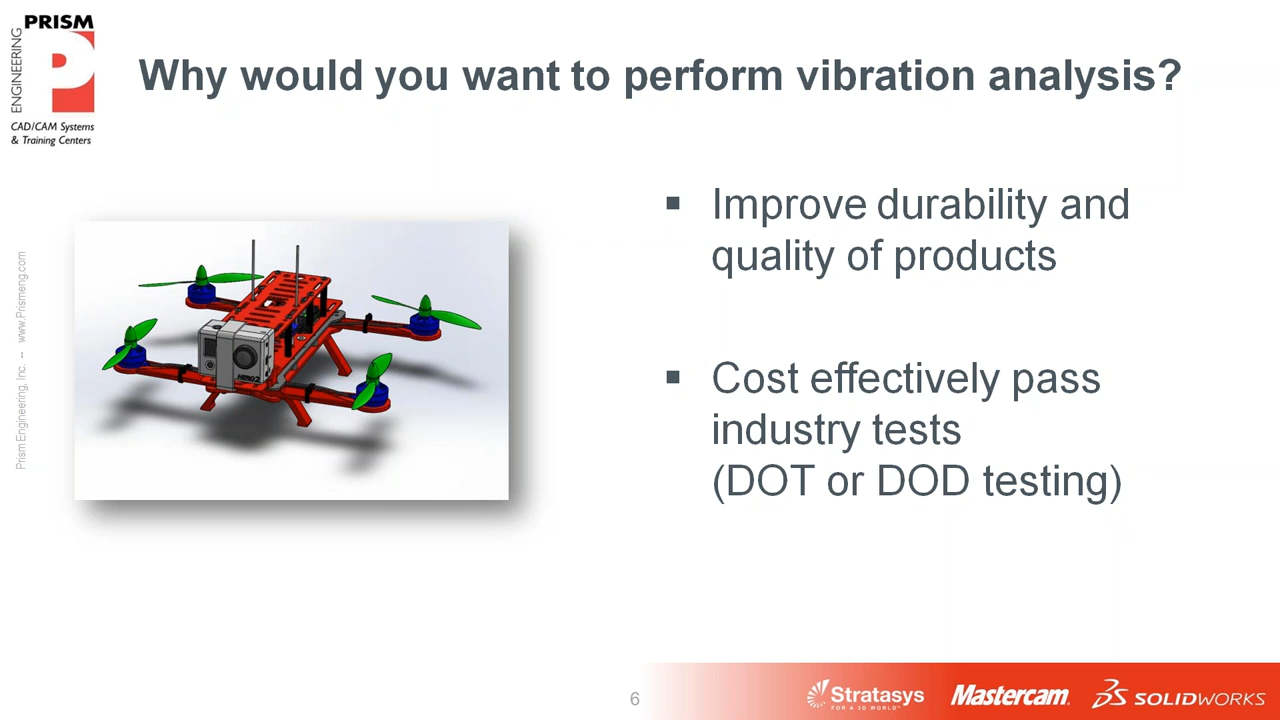 PRISM
ENGINEERING
CAD/CAM Systems
& Training Centers
Why would you want to perform vibration analysis?
Prism Engineering, Inc. -- www.Prismeng.com
HERO2
▪ Improve durability and
quality of products
▪ Cost effectively pass
industry tests
(DOT or DOD testing)
6
Stratasys
FOR A 3D WORLD™
Mastercam®
SOLIDWORKS